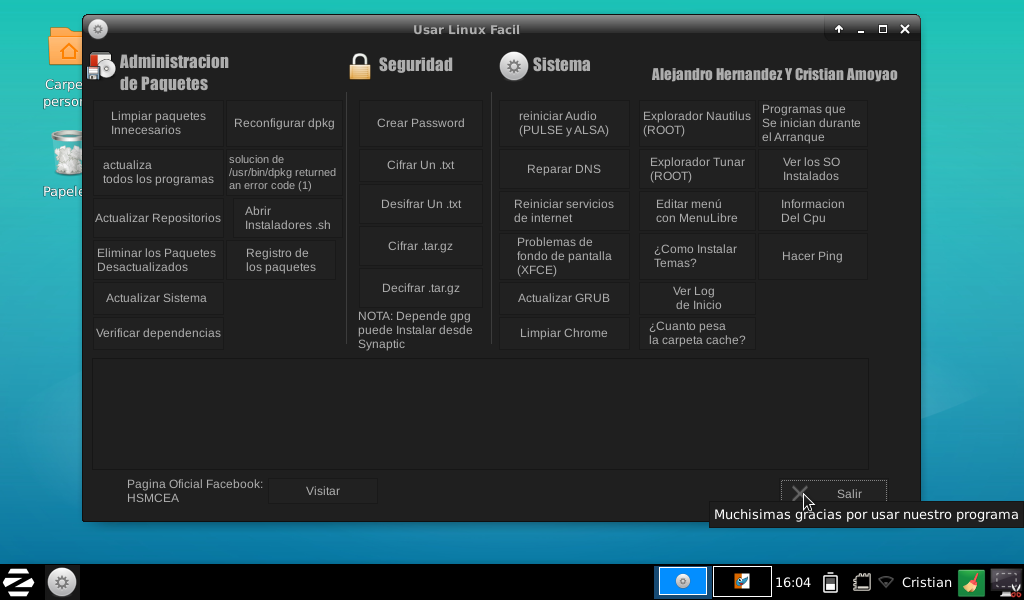 Usar Linux Facil
Carpe
person
Papele
Administracion
de Paquetes
Seguridad
Sistema
Alejandro Hernandez Y Cristian Amoyao
Limpiar paquetes
Innecesarios
Reconfigurar dpkg
actualiza
todos los programas
solucion de
/usr/bin/dpkg returned
an error code (1)
Actualizar Repositorios
Abrir
Instaladores .sh
Eliminar los Paquetes
Desactualizados
Registro de
los paquetes
Actualizar Sistema
Verificar dependencias
Crear Password
Cifrar Un .txt
Desifrar Un .txt
Cifrar .tar.gz
Decifrar .tar.gz
NOTA: Depende gpg
puede Instalar desde
Synaptic
reiniciar Audio
(PULSE y ALSA)
Reparar DNS
Reiniciar servicios
de internet
Problemas de
fondo de pantalla
(XFCE)
Actualizar GRUB
Limpiar Chrome
Explorador Nautilus
(ROOT)
Explorador Tunar
(ROOT)
Editar menú
con MenuLibre
¿Como Instalar
Temas?
Ver Log
de Inicio
¿Cuanto pesa
la carpeta cache?
Programas que
Se inician durante
el Arranque
Ver los SO
Instalados
Informacion
Del Cpu
Hacer Ping
Pagina Oficial Facebook:
HSMCEA
Visitar
Salir
Muchisimas gracias por usar nuestro programa
16:04
Cristian